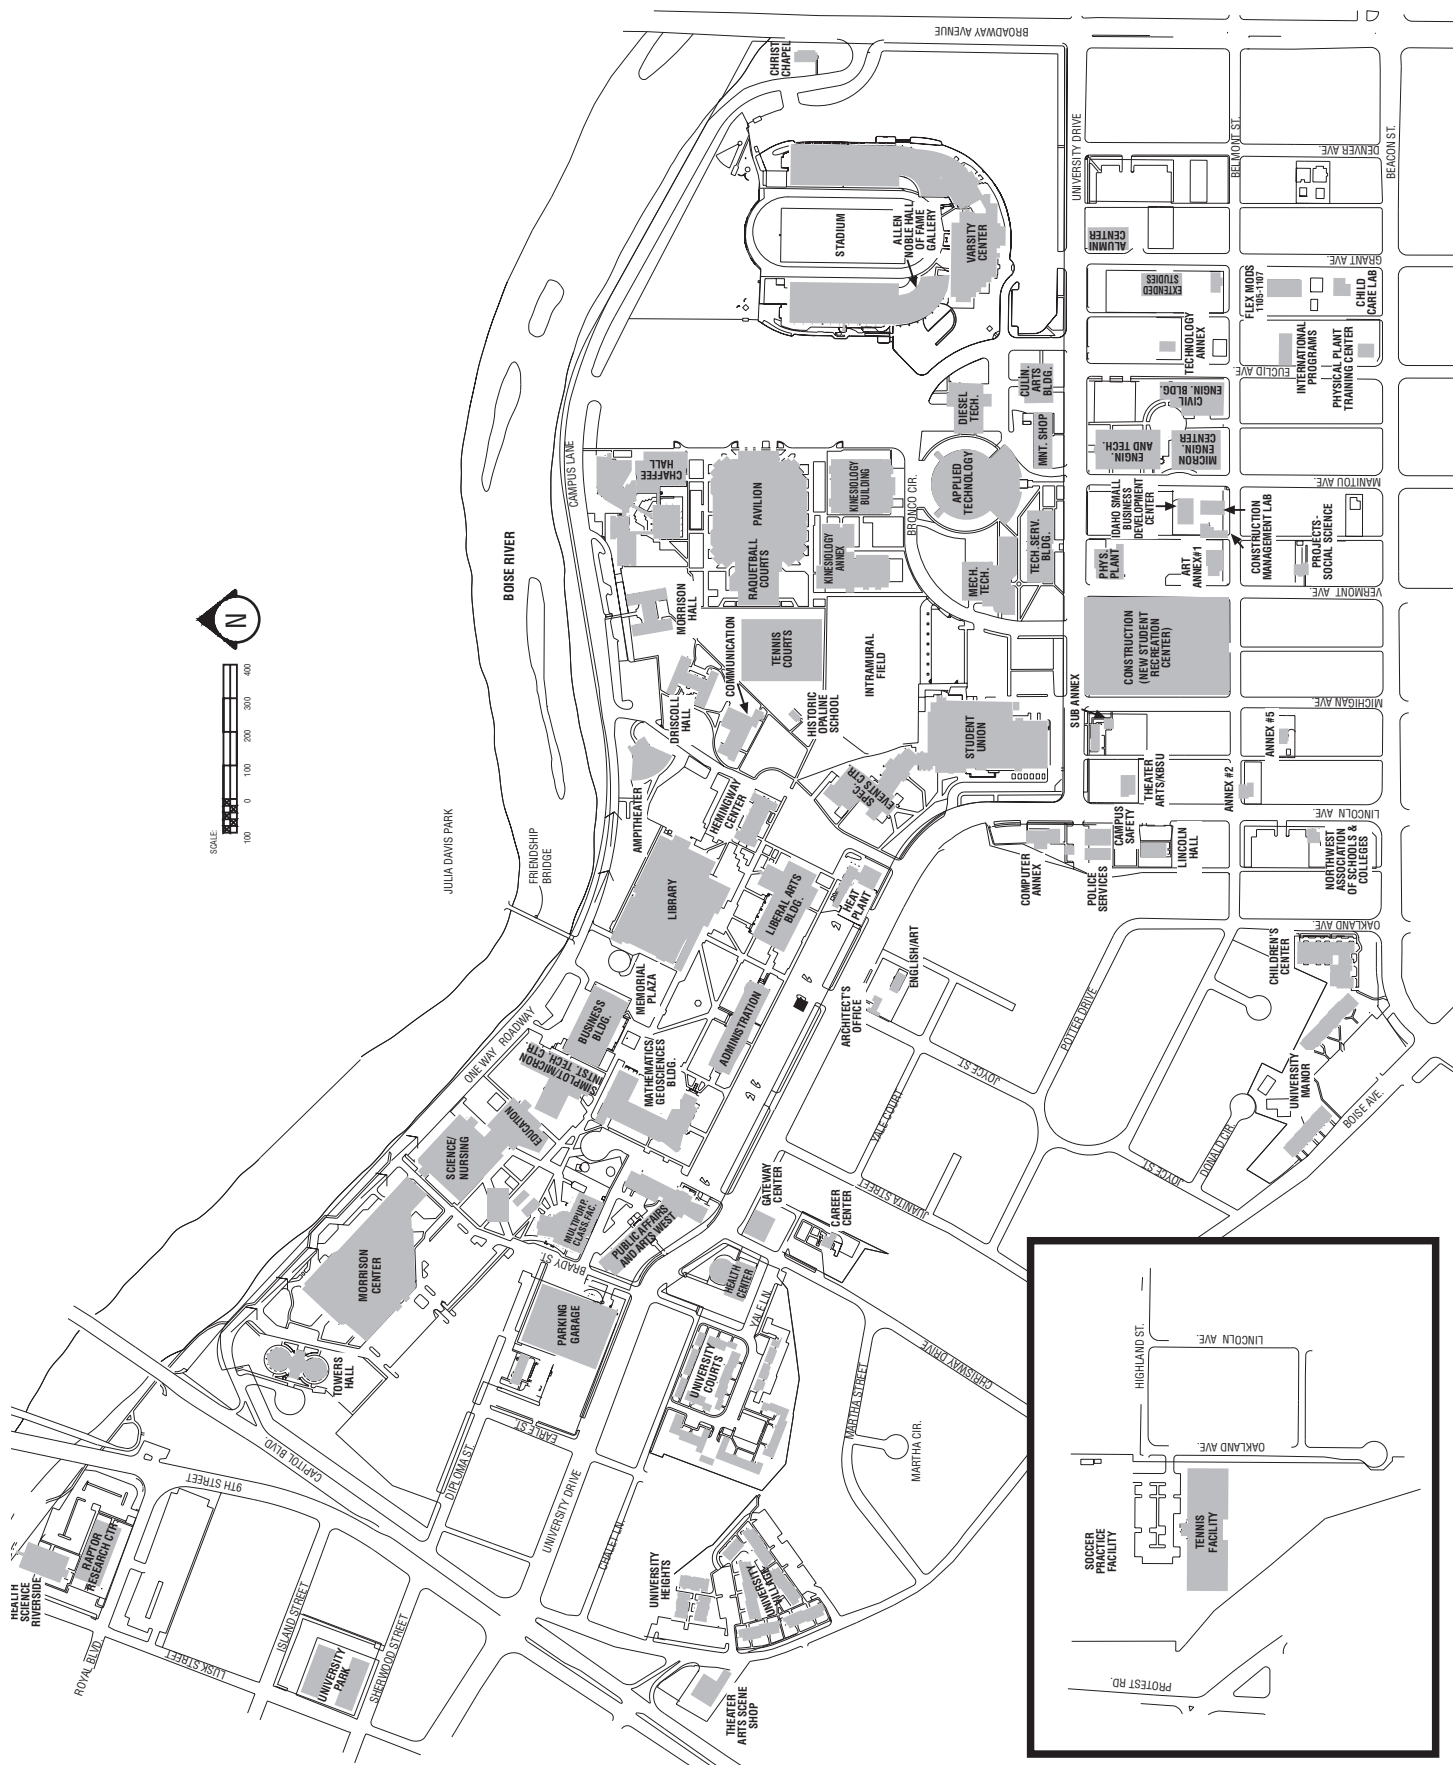 BROADWAY AVENUE
CHRIST
CHAPEL
UNIVERSITY DRIVE
BELMONT ST.
BEACON ST.
DENVER AVE.
STADIUM
ALLEN
NOBLE HALL
OF FAME
GALLERY
VARSITY
CENTER
ALUMNI
CENTER
GRANT AVE.
EXTENDED
STUDIES
FLEX MODS
1105-1107
CHILD
CARE LAB
TECHNOLOGY
ANNEX
EUCLID AVE.
INTERNATIONAL
PROGRAMS
PHYSICAL PLANT
TRAINING CENTER
CULIN.
ARTS
BLDG.
DIESEL
TECH.
MNT. SHOP
CIVIL
ENGIN. BLDG.
ENGIN.
AND TECH.
MICRON
ENGIN.
CENTER
CAMPUS LANE
CHAFFEE
HALL
PAVILION
RAQUETBALL
COURTS
KINESIOLOGY
BUILDING
KINESIOLOGY
ANNEX
BRONCO CIR.
APPLIED
TECHNOLOGY
MECH.
TECH.
TECH.SERV.
BLDG.
IDAHO SMALL
BUSINESS
DEVELOPMENT
CENTER
MANITOU AVE.
CONSTRUCTION
MANAGEMENT LAB
PROJECTS-
SOCIAL SCIENCE
PHYS.
PLANT
ART
ANNEX#1
VERMONT AVE.
BOISE RIVER
N
SCALE:
100
0
100
200
300
400
MORRISON
HALL
COMMUNICATION
TENNIS
COURTS
DRISCOLL
HALL
HISTORIC
OPALINE
SCHOOL
INTRAMURAL
FIELD
CONSTRUCTION
(NEW STUDENT
RECREATION
CENTER)
MICHIGAN AVE.
SUB ANNEX
STUDENT
UNION
SPEC.
EVENTS CTR.
ANNEX #5
THEATER
ARTS/KBSU
ANNEX #2
LINCOLN AVE.
JULIA DAVIS PARK
FRIENDSHIP
BRIDGE
AMPITHEATER
HEMINGWAY
CENTER
LIBRARY
LIBERAL ARTS
BLDG.
HEAT
PLANT
COMPUTER
ANNEX
CAMPUS
SAFETY
POLICE
SERVICES
LINCOLN
HALL
NORTHWEST
ASSOCIATION
OF SCHOOLS &
COLLEGES
OAKLAND AVE.
MEMORIAL
PLAZA
ENGLISH/ART
ARCHITECT'S
OFFICE
CHILDREN'S
CENTER
ONE WAY ROADWAY
BUSINESS
BLDG.
SIMPLOT/MICRON
INTST. TECH. CTR.
MATHEMATICS/
GEOSCIENCES
BLDG.
ADMINISTRATION
POTTER DRIVE
JOYCE ST.
YALE COURT
UNIVERSITY
MANOR
BOISE AVE.
DONALD CIR.
JOYCE ST.
EDUCATION
SCIENCE/
NURSING
MULTIPURP.
CLASS.FAC.
PUBLIC AFFAIRS
AND ARTS WEST
GATEWAY
CENTER
CAREER
CENTER
JUANITA STREET
MORRISON
CENTER
BRADY ST.
PARKING
GARAGE
HEALTH
CENTER
YALE LN.
UNIVERSITY
COURTS
CHRISWAY DRIVE
MARTHA STREET
MARTHA CIR.
TOWERS
HALL
CAPITOL BLVD.
EARLE ST.
DIPLOMA ST.
UNIVERSITY DRIVE
CHALET LN.
9TH STREET
RAPTOR
RESEARCH CTR
HEALTH
SCIENCE
RIVERSIDE
ROYAL BLVD.
LUSK STREET
ISLAND STREET
SHERWOOD STREET
UNIVERSITY
PARK
UNIVERSITY
HEIGHTS
UNIVERSITY
VILLAGE
THEATER
ARTS SCENE
SHOP
HIGHLAND ST.
LINCOLN AVE.
OAKLAND AVE.
SOCCER
PRACTICE
FACILITY
TENNIS
FACILITY
PROTEST RD.